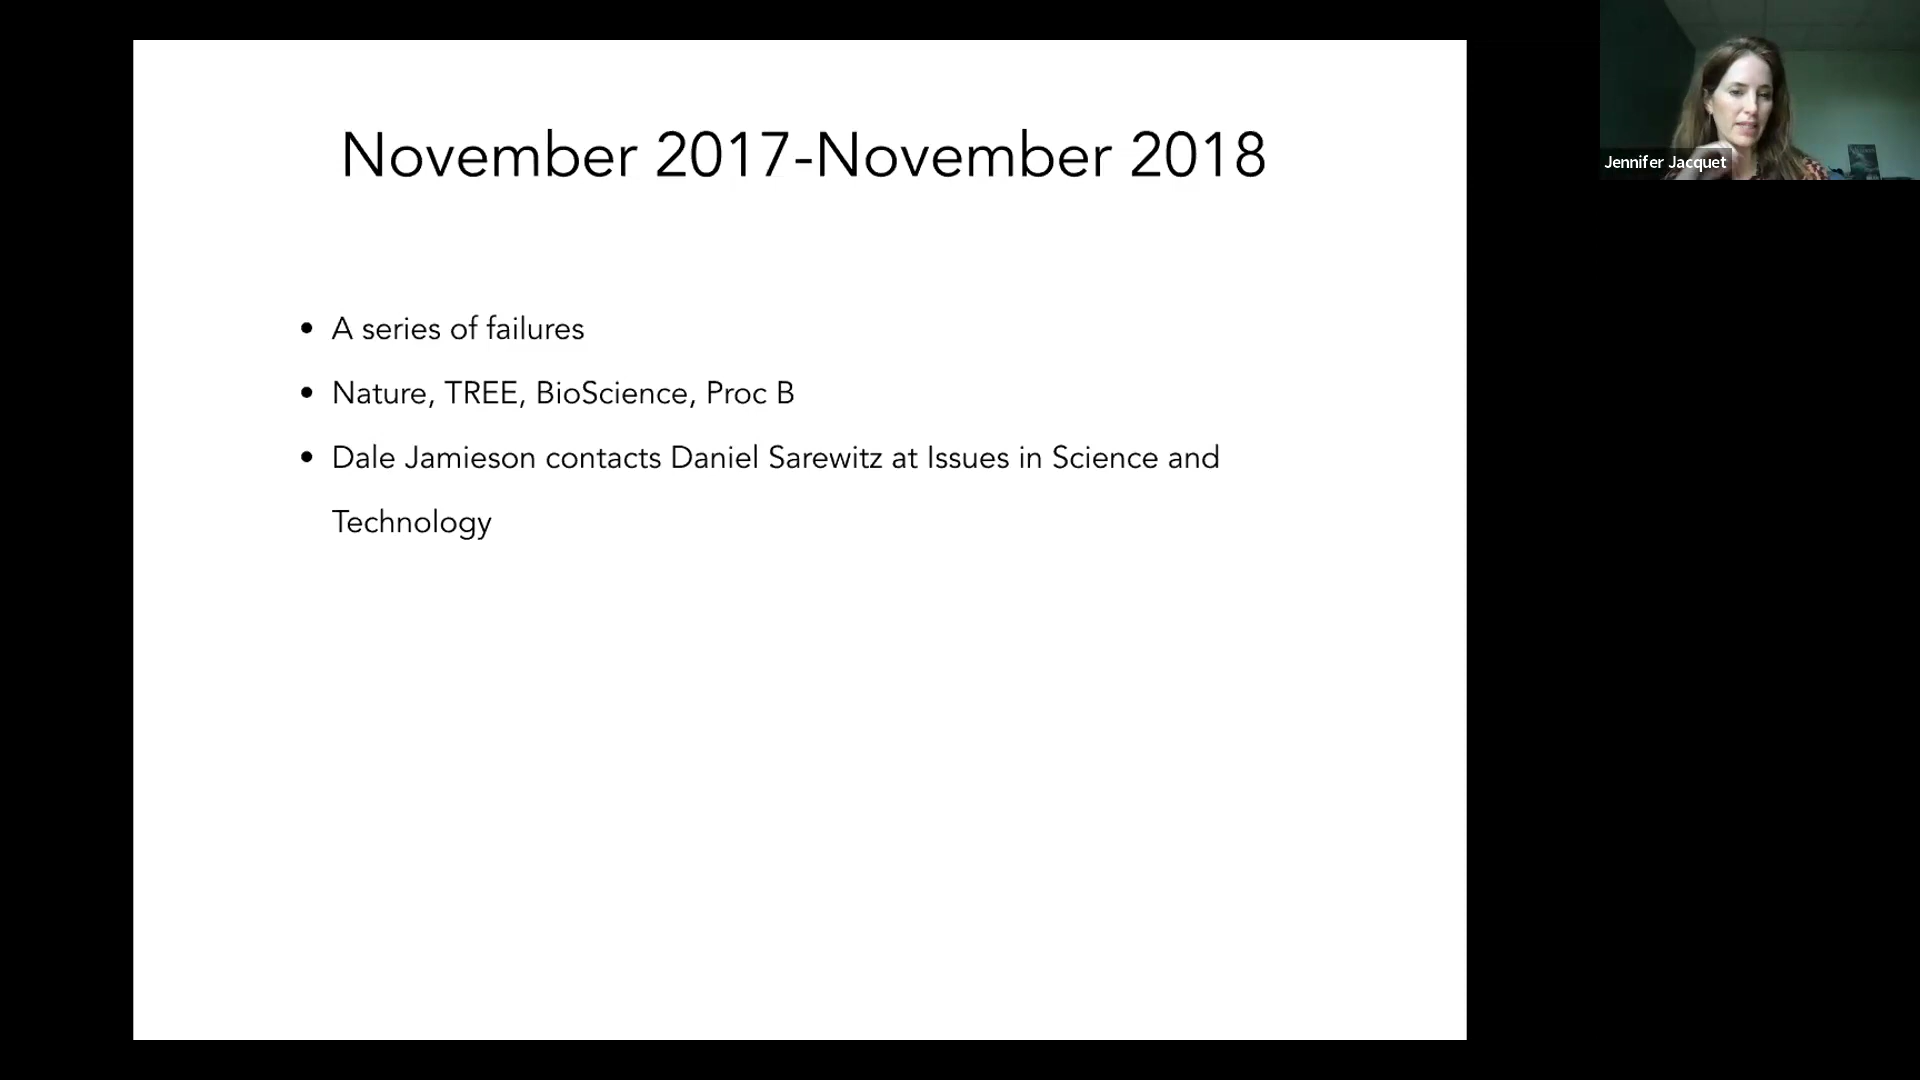 November 2017-November 2018
• A series of failures
• Nature, TREE, BioScience, Proc B
• Dale Jamieson contacts Daniel Sarewitz at Issues in Science and
Technology
Jennifer Jacquet